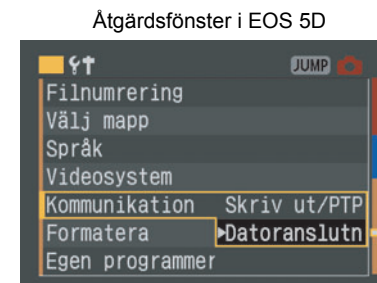 Åtgärdsfönster i EOS 5D
JUMP
Filnumrering
Välj mapp
Språk
Videosystem
Kommunikation Skriv ut/PTP
Formatera Datoranslutn
Egen programmer